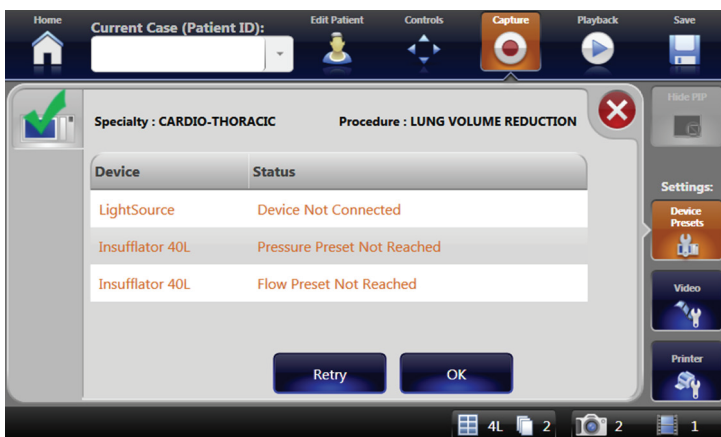 Home
Current Case (Patient ID):
Edit Patient
Controls
Capture
Playback
Save
Specialty : CARDIO-THORACIC
Procedure : LUNG VOLUME REDUCTION
Hide PIP
Device Status
LightSource Device Not Connected
Insufflator 40L Pressure Preset Not Reached
Insufflator 40L Flow Preset Not Reached
Settings:
Device
Presets
Video
Printer
Retry
OK
4L 2 2 1